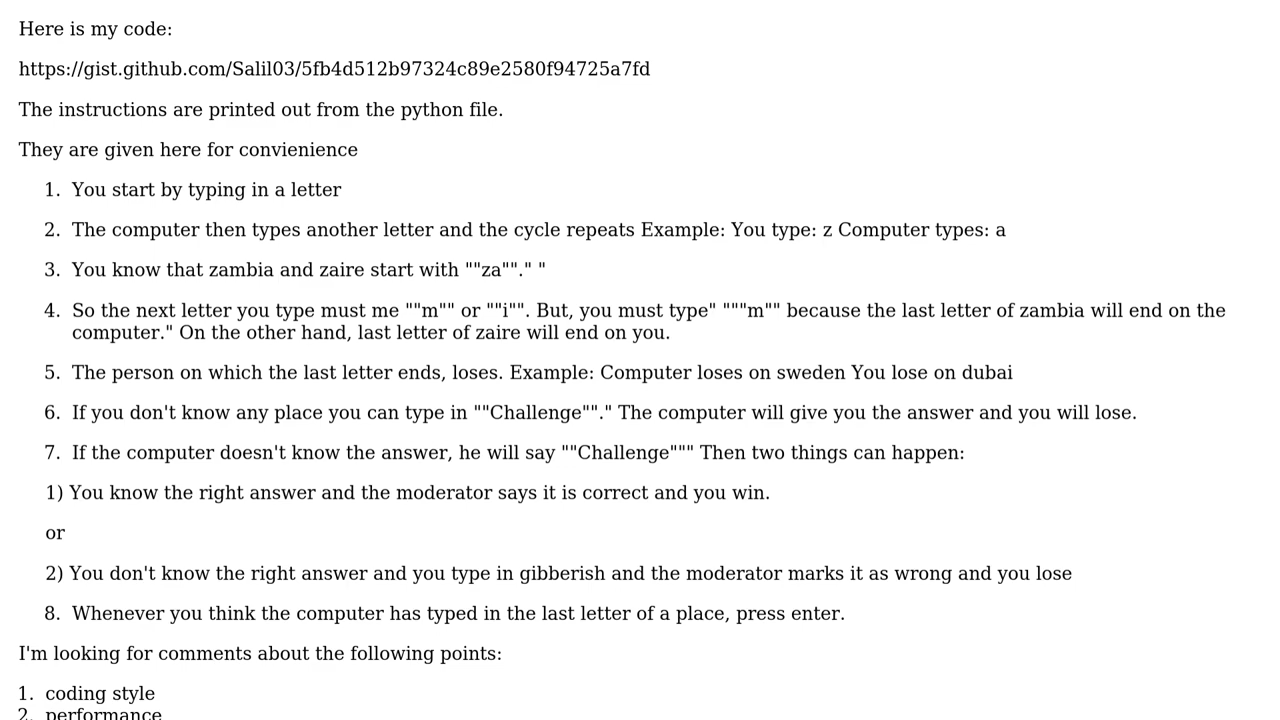 Here is my code:
https://gist.github.com/Salil03/5fb4d512b97324c89e2580f94725a7fd
The instructions are printed out from the python file.
They are given here for convienience
1. You start by typing in a letter
2. The computer then types another letter and the cycle repeats Example: You type: z Computer types: a
3. You know that zambia and zaire start with ""za""." "
4. So the next letter you type must me ""m"" or ""i"". But, you must type" """m"" because the last letter of zambia will end on the
computer." On the other hand, last letter of zaire will end on you.
5. The person on which the last letter ends, loses. Example: Computer loses on sweden You lose on dubai
6. If you don't know any place you can type in ""Challenge""." The computer will give you the answer and you will lose.
7. If the computer doesn't know the answer, he will say ""Challenge""" Then two things can happen:
1) You know the right answer and the moderator says it is correct and you win.
or
2) You don't know the right answer and you type in gibberish and the moderator marks it as wrong and you lose
8. Whenever you think the computer has typed in the last letter of a place, press enter.
I'm looking for comments about the following points:
1. coding style
2. performance